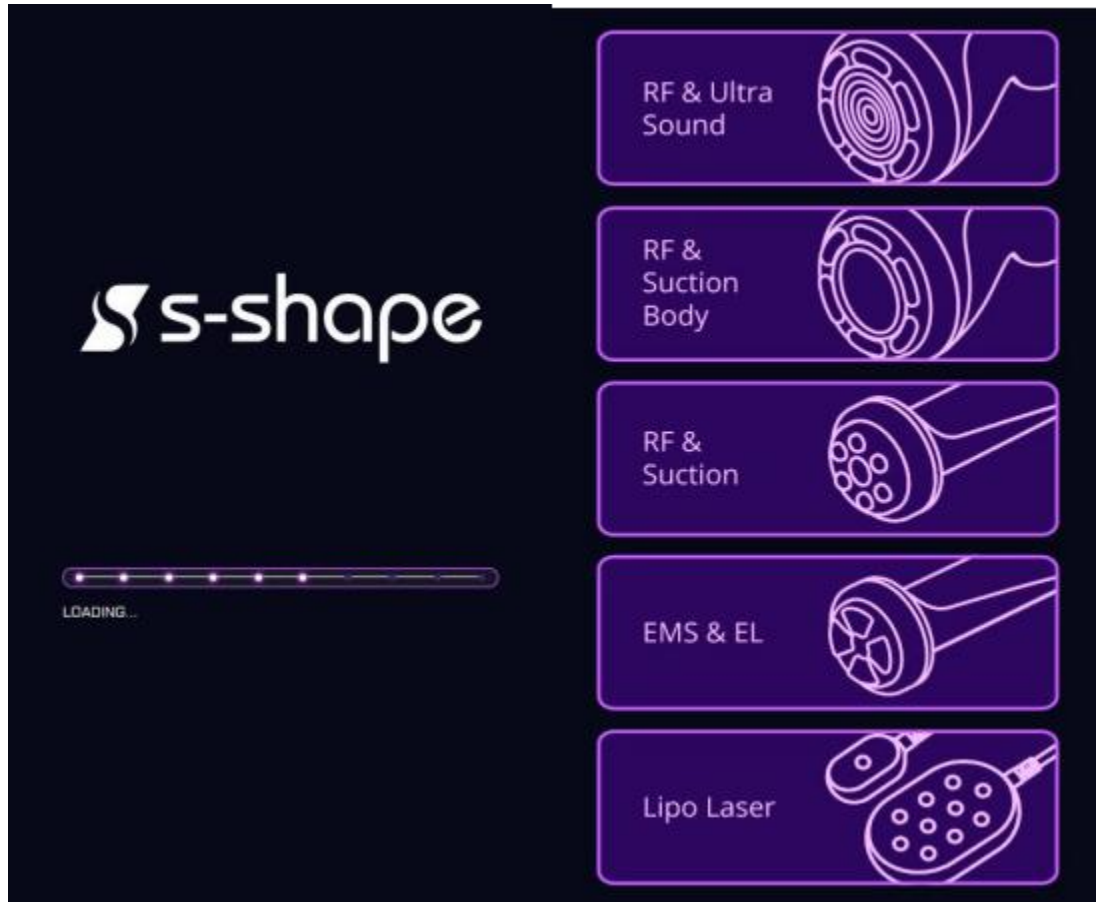 s-shape
LOADING...
RF & Ultra
Sound
RF &
Suction
Body
RF &
Suction
EMS & EL
Lipo Laser